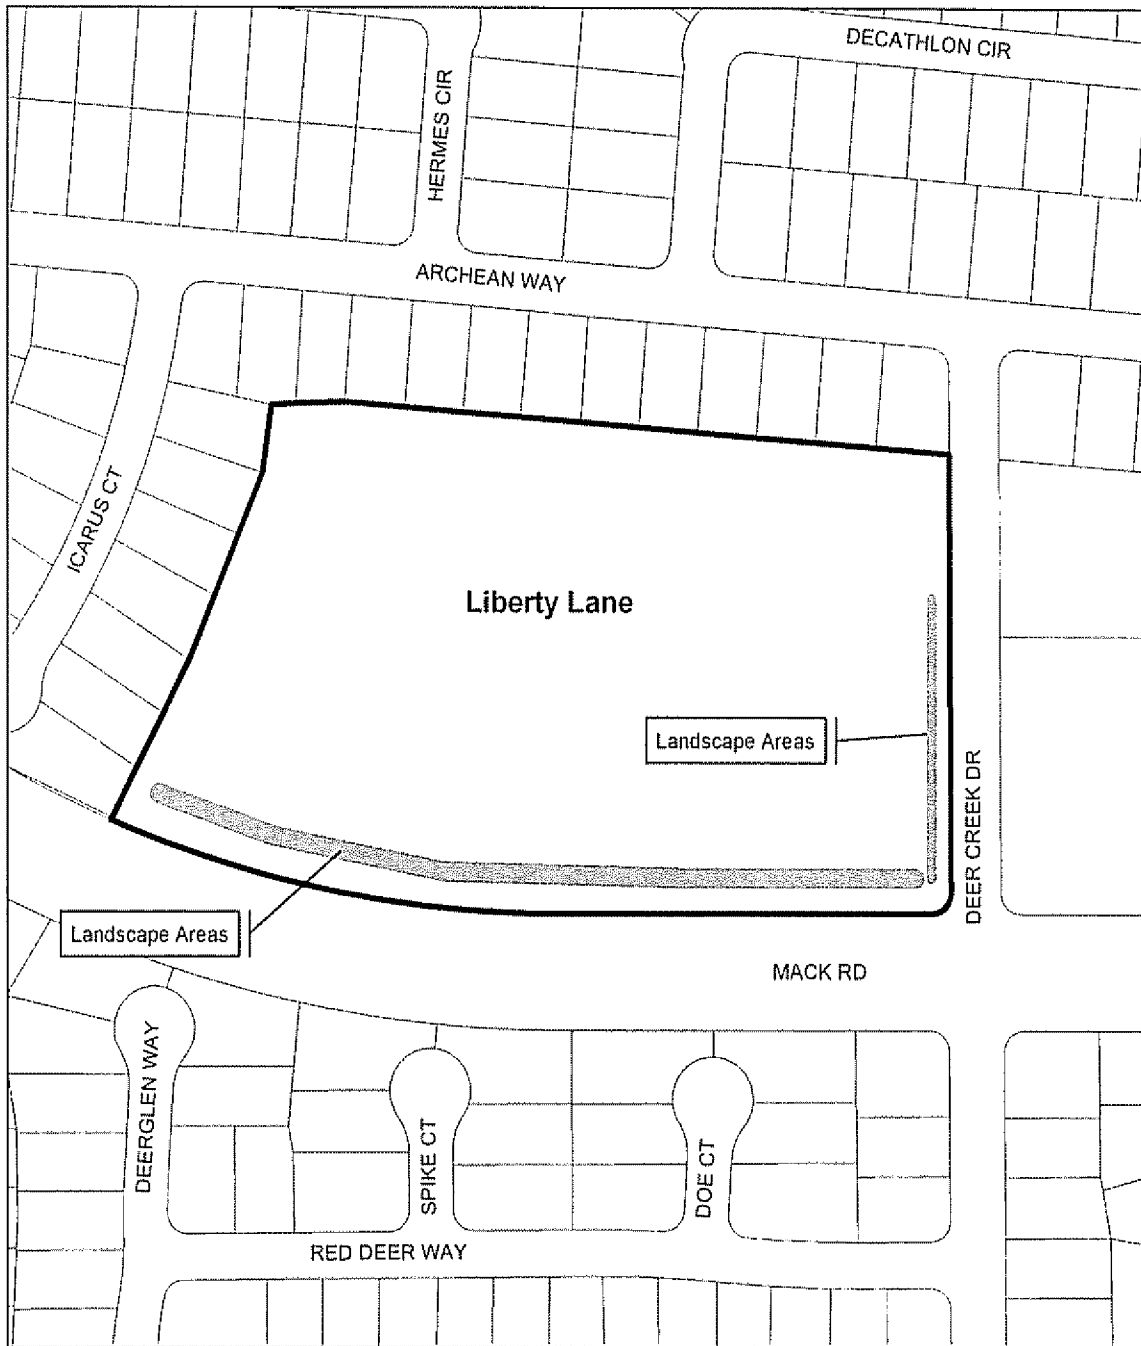 DECATHLON CIR
HERMES CIR
ARCHEAN WAY
ICARUS CT
Liberty Lane
Landscape Areas
DEER CREEK DR
Landscape Areas
MACK RD
DEERGLEN WAY
SPIKE CT
DOE CT
RED DEER WAY